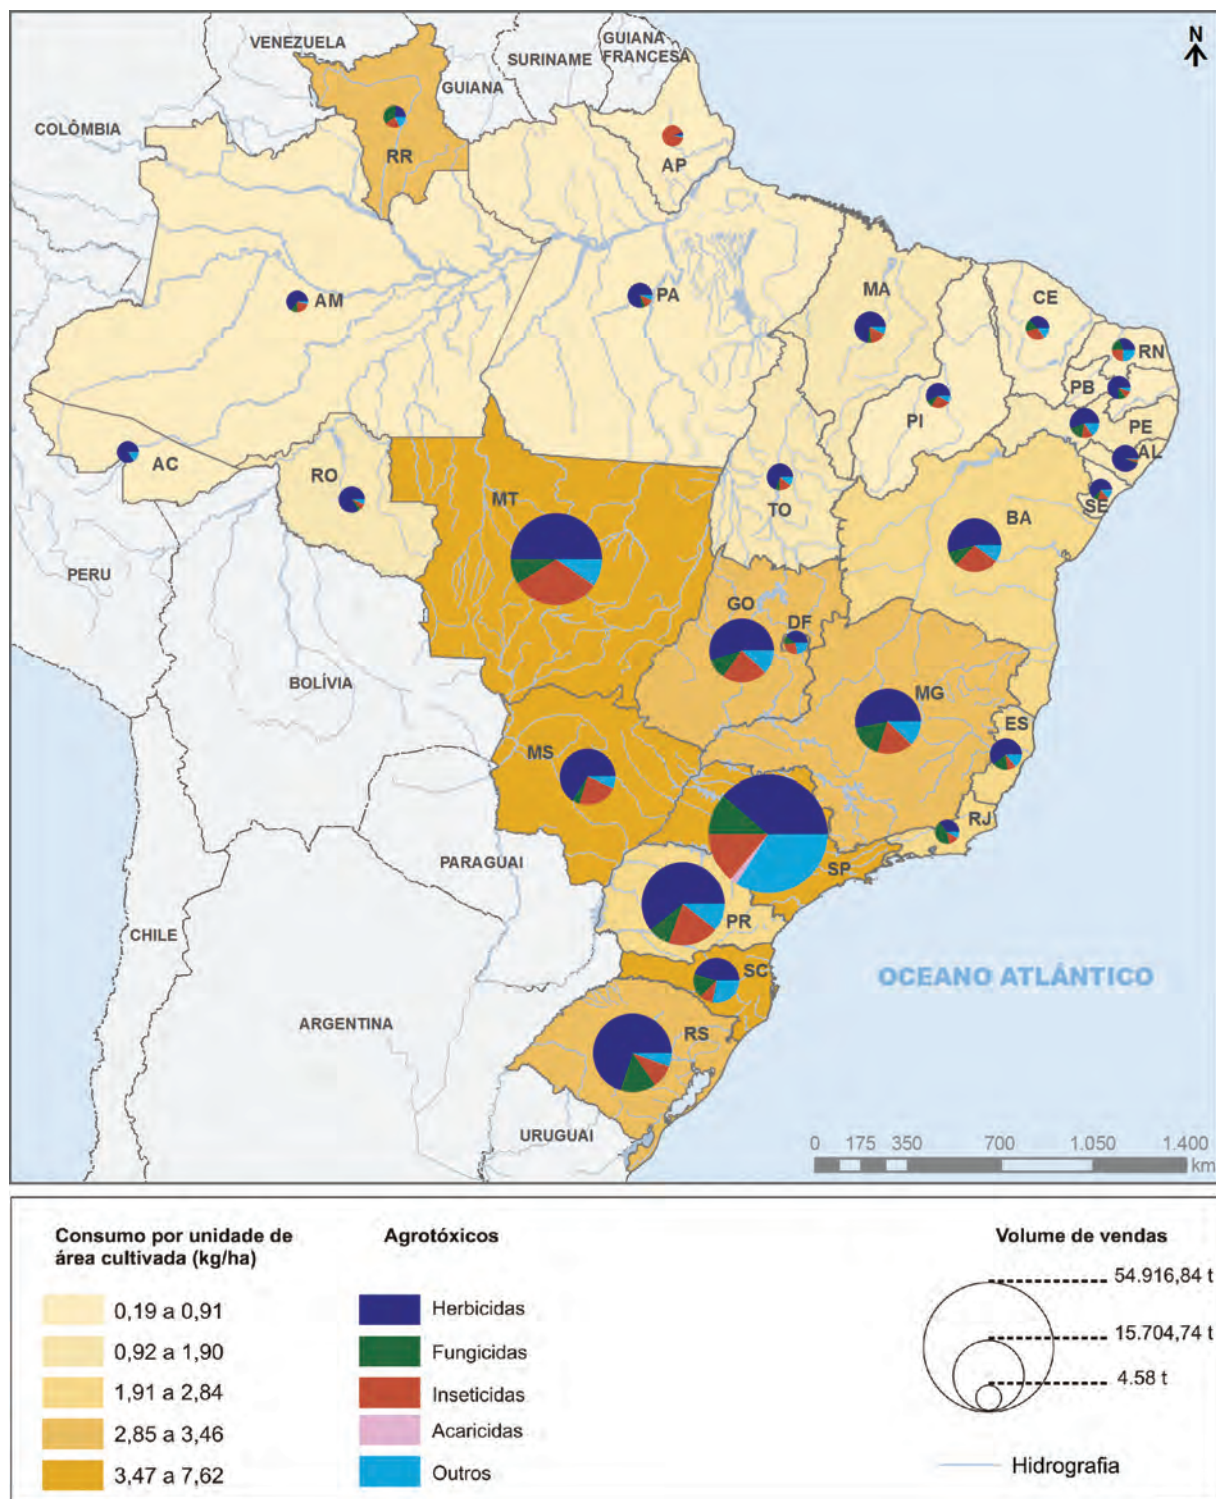 N
VENEZUELA
SURINAME
GUIANA
FRANCESA
GUIANA
COLÔMBIA
RR
AP
AM
PA
MA
CE
RN
PB
PI
PE
AL
AC
RO
MT
TO
SE
BA
PERU
GO
DF
BOLÍVIA
MG
MS
ES
RJ
PARAGUAI
SP
PR
CHILE
SC
OCEANO ATLÂNTICO
ARGENTINA
RS
URUGUAI
0 175 350 700 1.050 1.400
km
Consumo por unidade de
área cultivada (kg/ha)
0,19 a 0,91
0,92 a 1,90
1,91 a 2,84
2,85 a 3,46
3,47 a 7,62
Agrotóxicos
Herbicidas
Fungicidas
Inseticidas
Acaricidas
Outros
Volume de vendas
54.916,84 t
15.704,74 t
4.58 t
Hidrografia